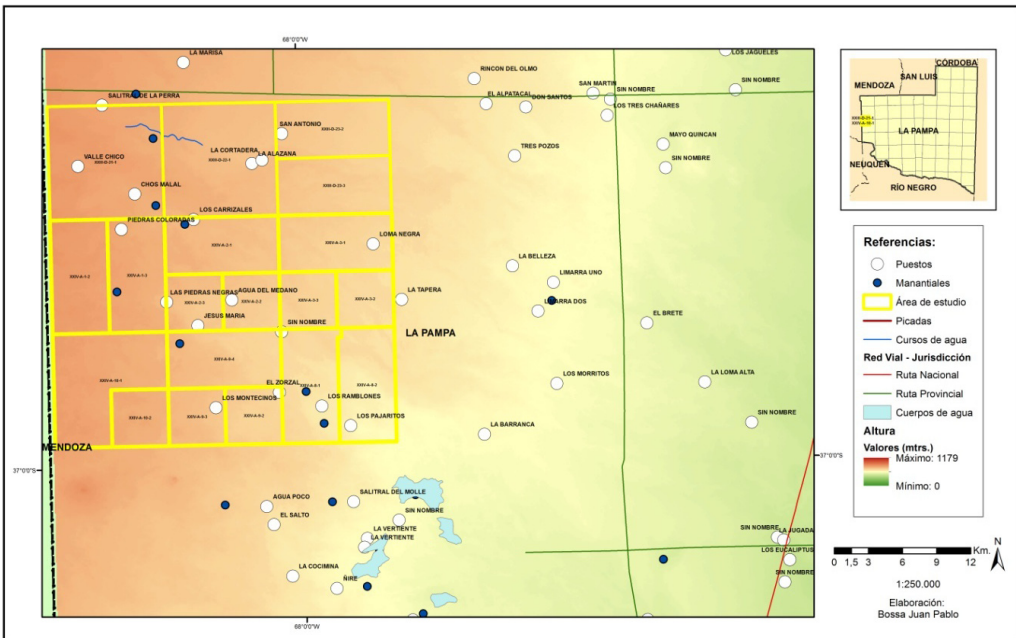 68°0'0"W
LA MARISA
LOS JAGUELES
RINCON DEL OLMO
SAN MARTIN
SIN NOMBRE
SIN NOMBRE
SALITRAL DE LA PERRA
EL ALPATACAL
DON SANTOS
LOS TRES CHAÑARES
SAN ANTONIO
MAYO QUINCAN
LA CORTADERA
LA ALAZANA
TRES POZOS
VALLE CHICO
SIN NOMBRE
CHOS MALAL
PIEDRAS COLORADAS
LOS CARRIZALES
LOMA NEGRA
XXIV-A-2-1
XXIV-A-3-1
LA BELLEZA
LIMARRA UNO
LAS PIEDRAS NEGRAS
AGUA DEL MEDANO
LA TAPERA
LIMARRA DOS
JESUS MARIA
SIN NOMBRE
LA PAMPA
EL BRETE
EL ZORZAL
LOS MORRITOS
LA LOMA ALTA
LOS MONTECINOS
LOS RAMBLONES
LOS PAJARITOS
SIN NOMBRE
LA BARRANCA
MENDOZA
37°0'0"S
37°0'0"S
AGUA POCO
SALITRAL DEL MOLLE
EL SALTO
SIN NOMBRE
LA VERTIENTE
LA VERTIENTE
SIN NOMBRE
LA JUGADA
LOS EUCALIPTUS
LA COCIMINA
ÑIRE
SIN NOMBRE
68°0'0"W
CÓRDOBA
SAN LUIS
MENDOZA
LA PAMPA
NEUQUÉN
RÍO NEGRO
Referencias:
Puestos
Manantiales
Área de estudio
Picadas
Cursos de agua
Red Vial - Jurisdicción
Ruta Nacional
Ruta Provincial
Cuerpos de agua
Altura
Valores (mtrs.)
Máximo: 1179
Mínimo: 0
Km.
0 1,5 3 6 9 12
N
1:250.000
Elaboración:
Bossa Juan Pablo